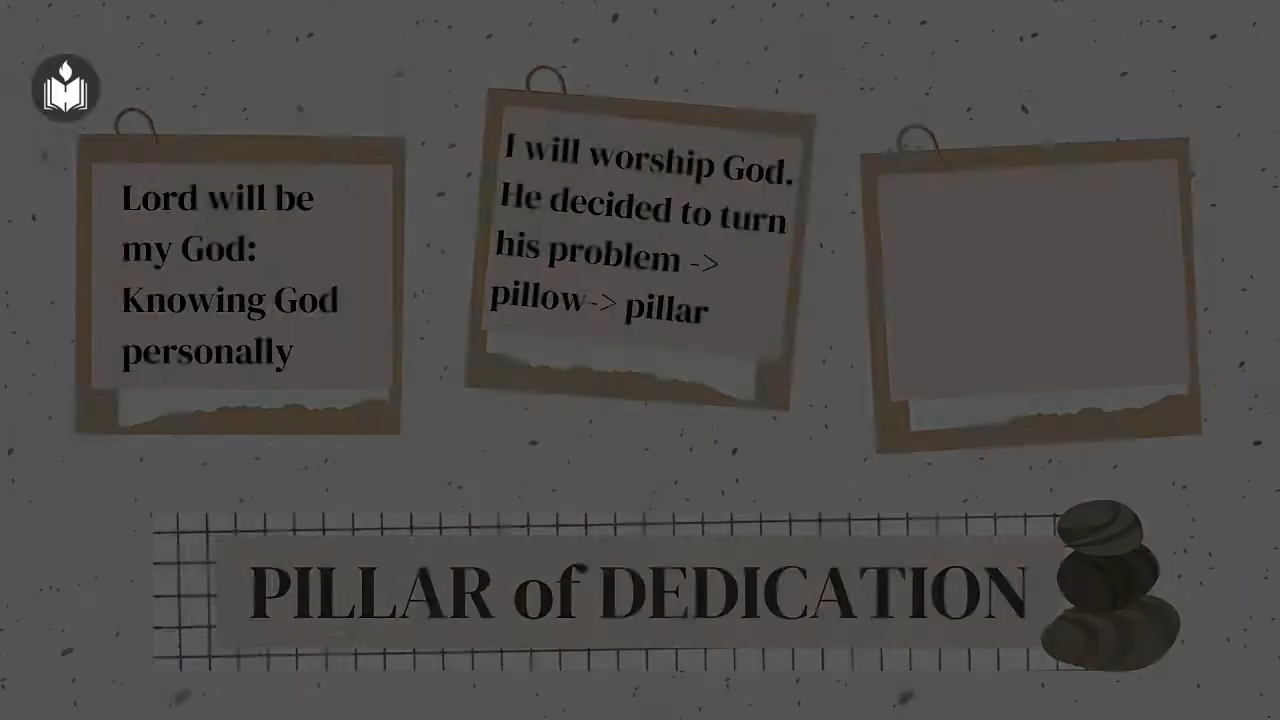 Lord will be
my God:
Knowing God
personally
I will worship God.
He decided to turn
his problem ->
pillow-> pillar
PILLAR of DEDICATION